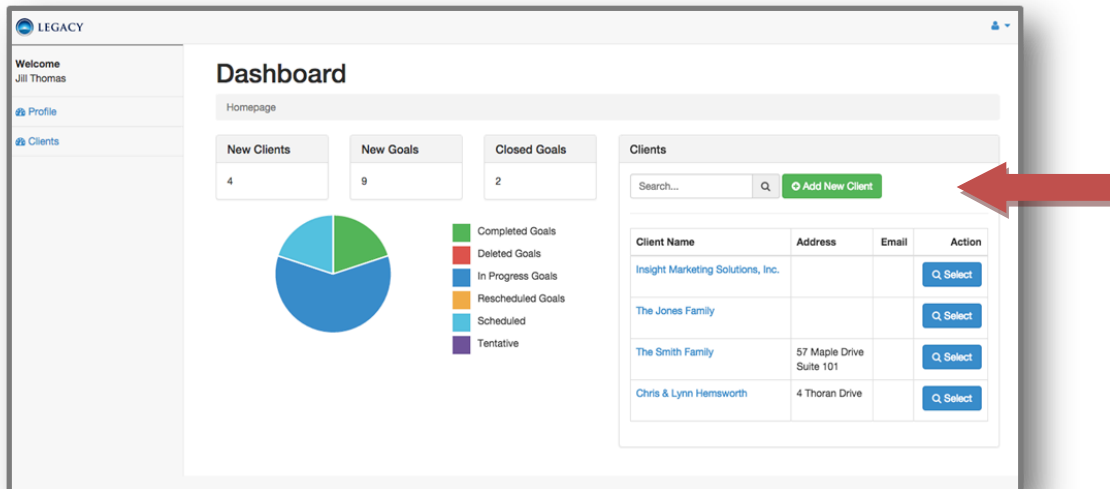 LEGACY
Welcome
Jill Thomas
Profile
Clients
Dashboard
Homepage
New Clients
4
New Goals
9
Closed Goals
2
Completed Goals
Deleted Goals
In Progress Goals
Rescheduled Goals
Scheduled
Tentative
Clients
Search...
Add New Client
Client Name Address Email Action
Insight Marketing Solutions, Inc. Select
The Jones Family Select
The Smith Family 57 Maple Drive Select
Suite 101
Chris & Lynn Hemsworth 4 Thoran Drive Select